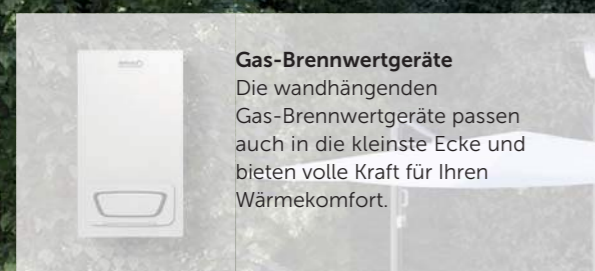 Gas-Brennwertgeräte
Die wandhängenden
Gas-Brennwertgeräte passen
auch in die kleinste Ecke und
bieten volle Kraft für Ihren
Wärmekomfort.